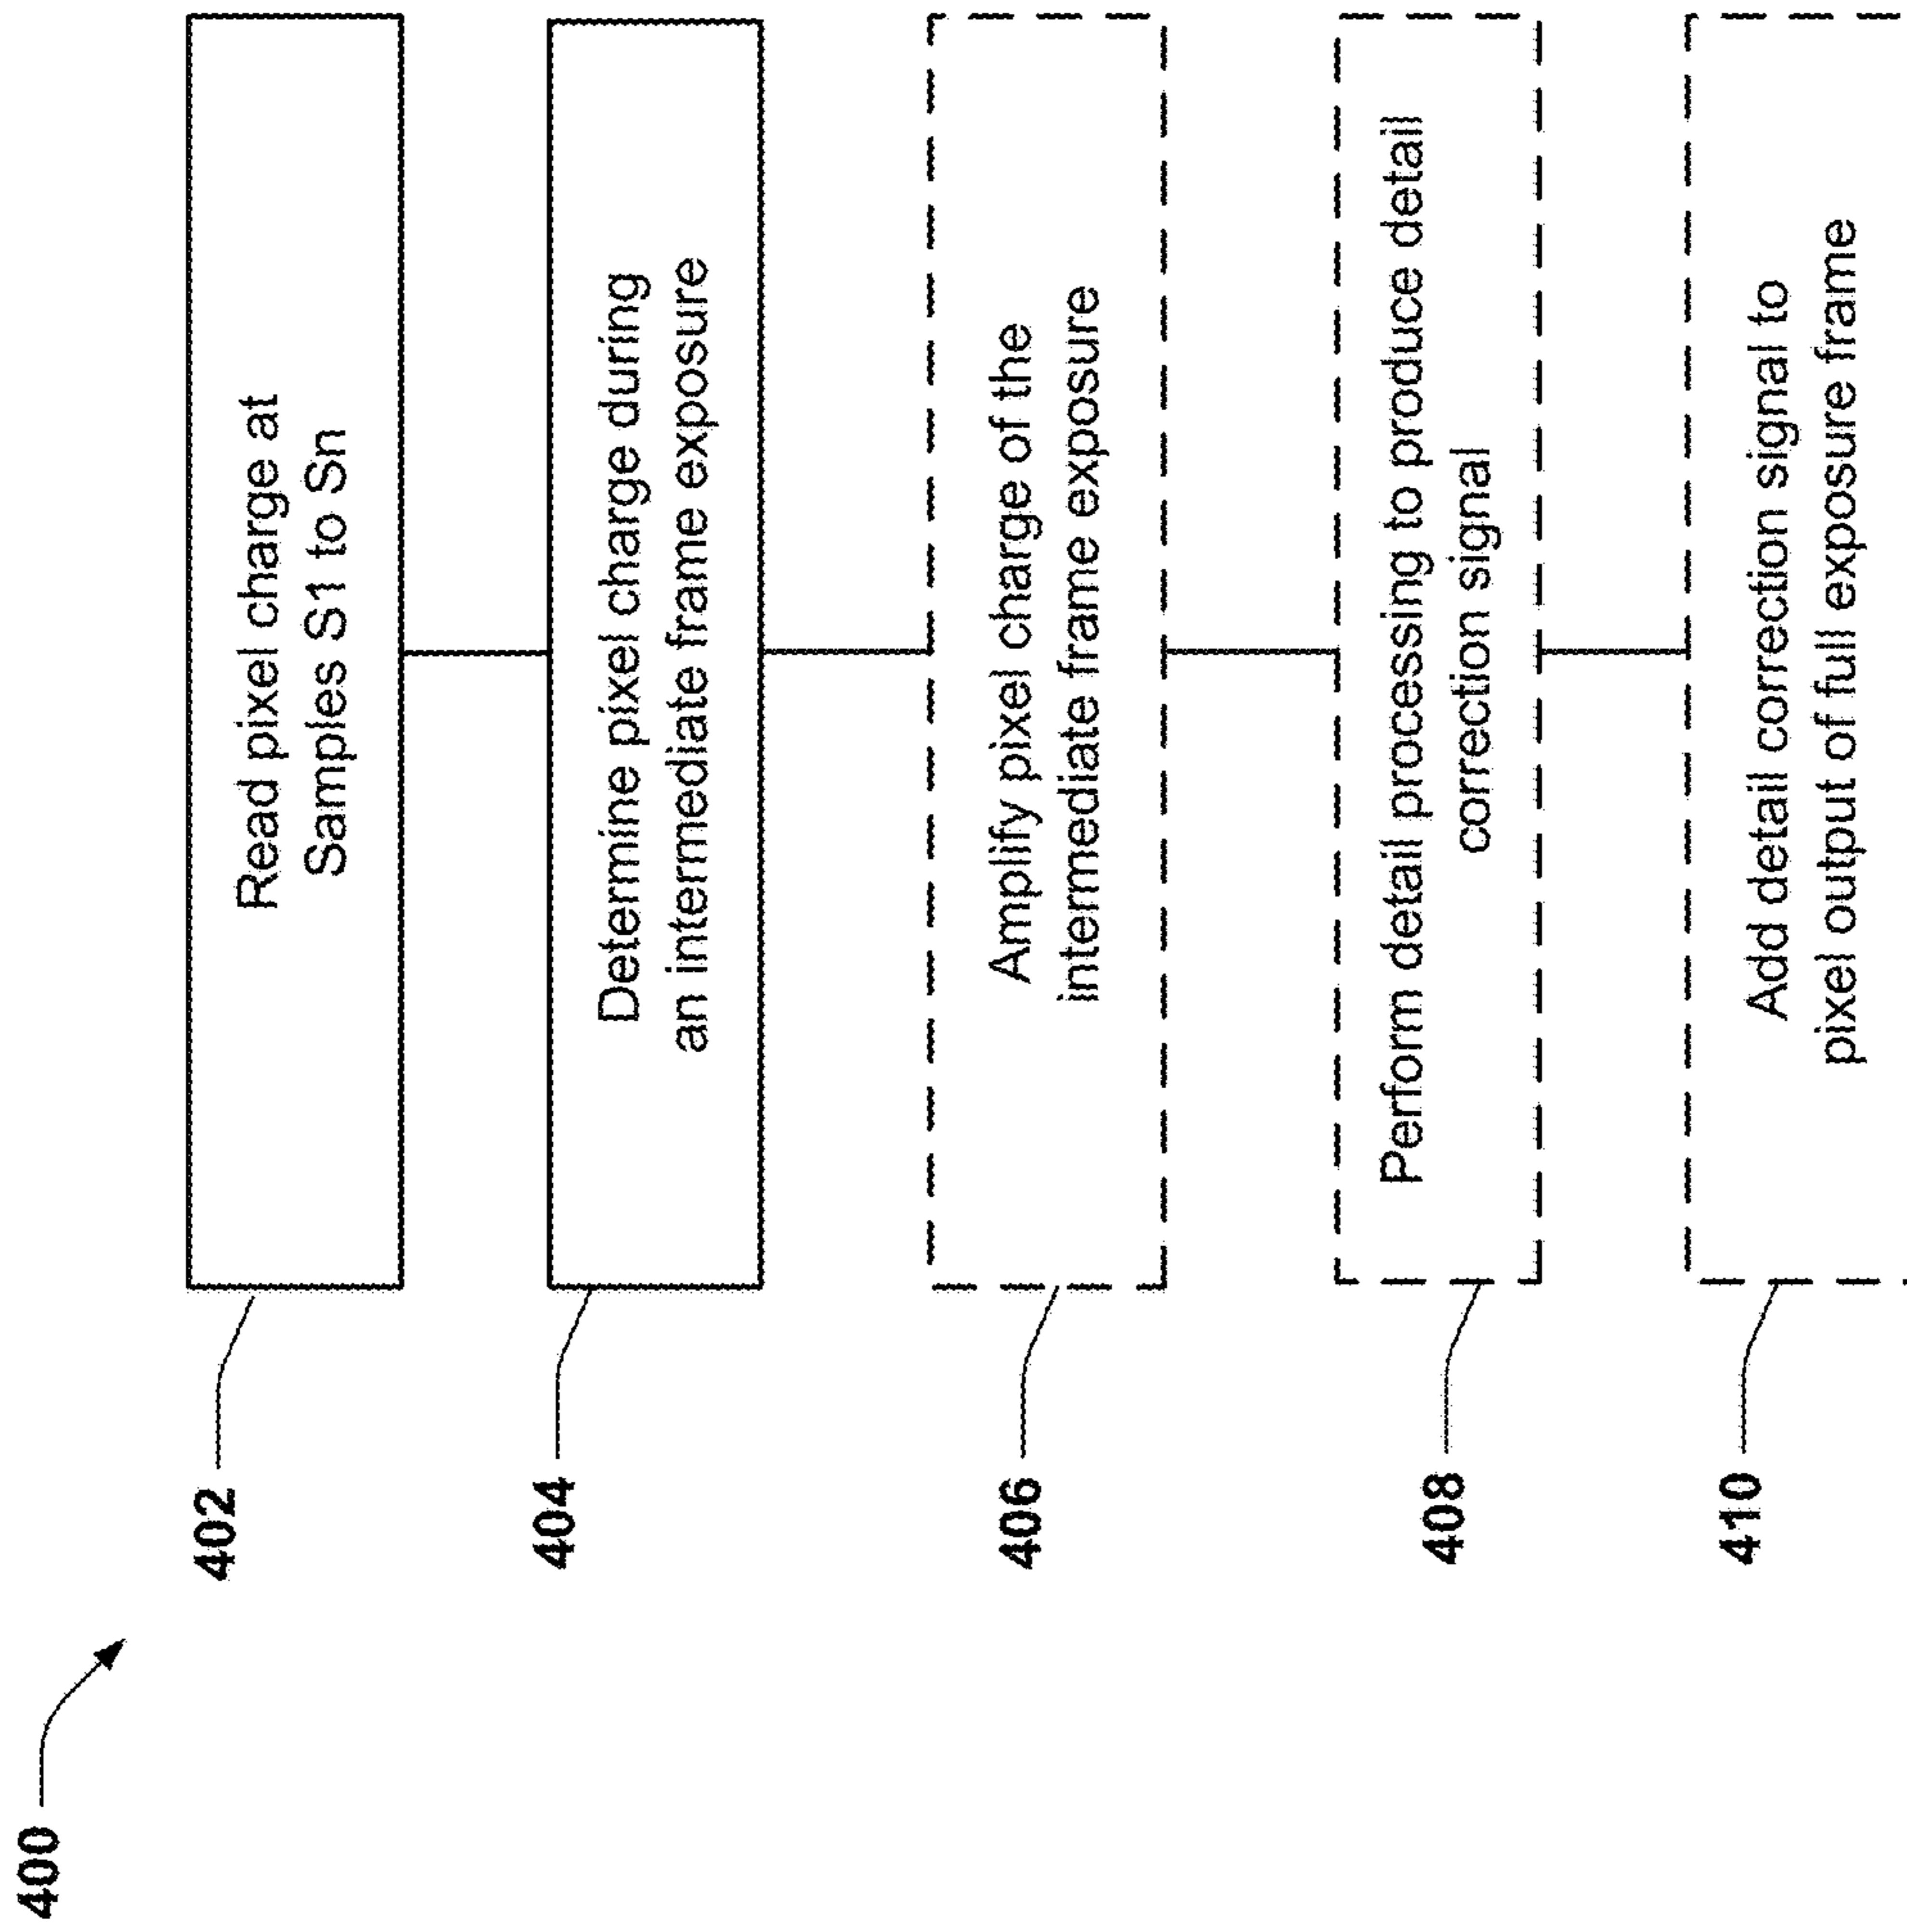 400
402
Read pixel charge at
Samples S1 to Sn
404
Determine pixel charge during
an intermediate frame exposure
406
Amplify pixel charge of the
intermediate frame exposure
408
Perform detail processing to produce detail
correction signal
410
Add detail correction signal to
pixel output of full exposure frame